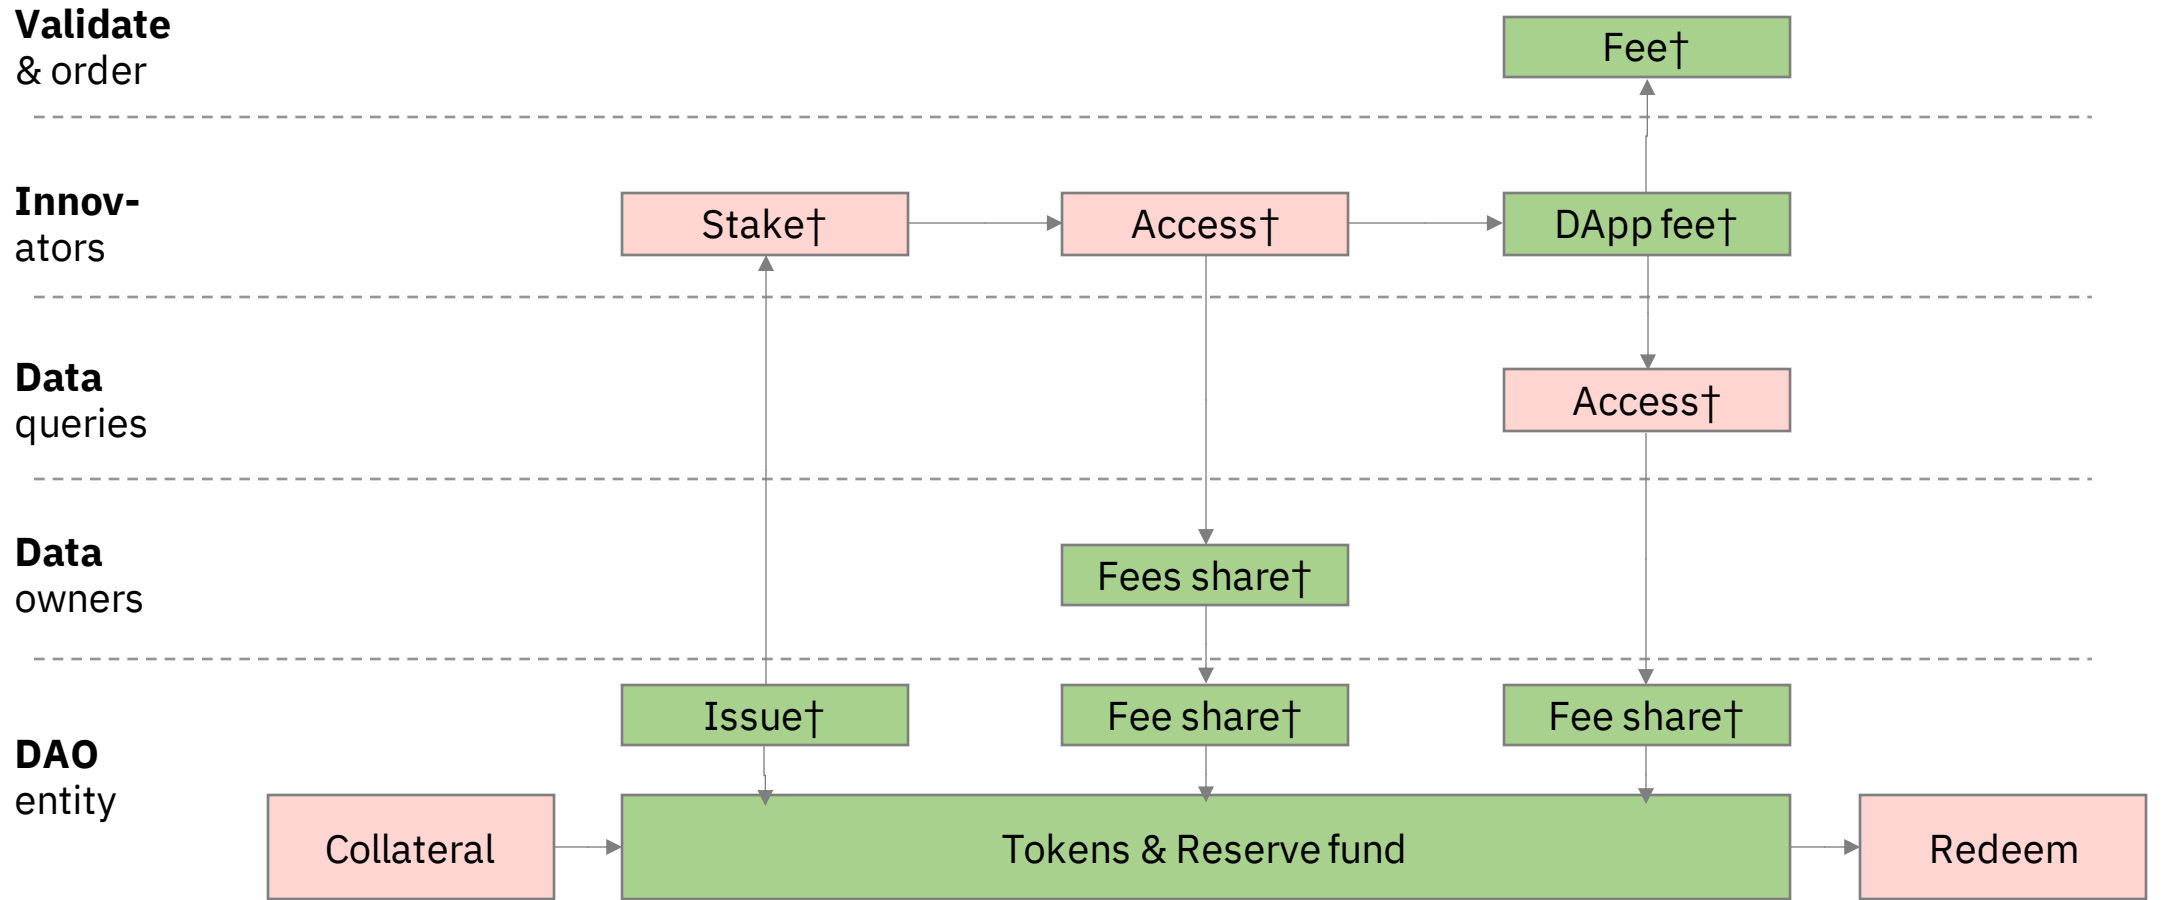 Validate
& order
Fee†
Innov-
ators
Stake†
Access†
DApp fee†
Data
queries
Access†
Data
owners
Fees share†
Issue†
Fee share†
Fee share†
DAO
entity
Collateral
Tokens & Reserve fund
Redeem